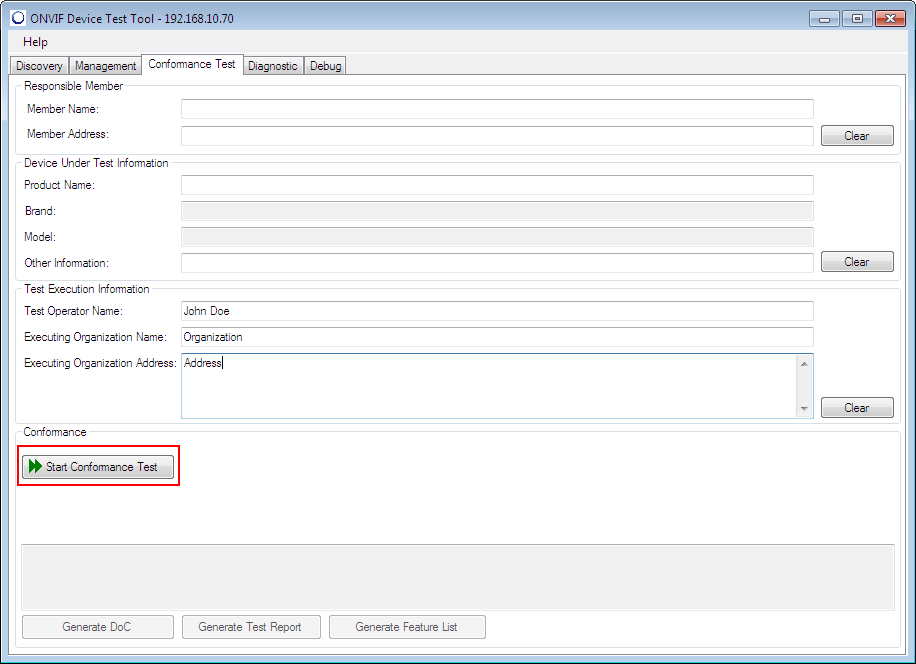 ONVIF Device Test Tool - 192.168.10.70
Help
Discovery Management Conformance Test Diagnostic Debug
Responsible Member
Member Name:
Member Address: Clear
Device Under Test Information
Product Name:
Brand:
Model:
Other Information: Clear
Test Execution Information
Test Operator Name: John Doe
Executing Organization Name: Organization
Executing Organization Address: Address
Clear
Conformance
Start Conformance Test
Generate DoC Generate Test Report Generate Feature List